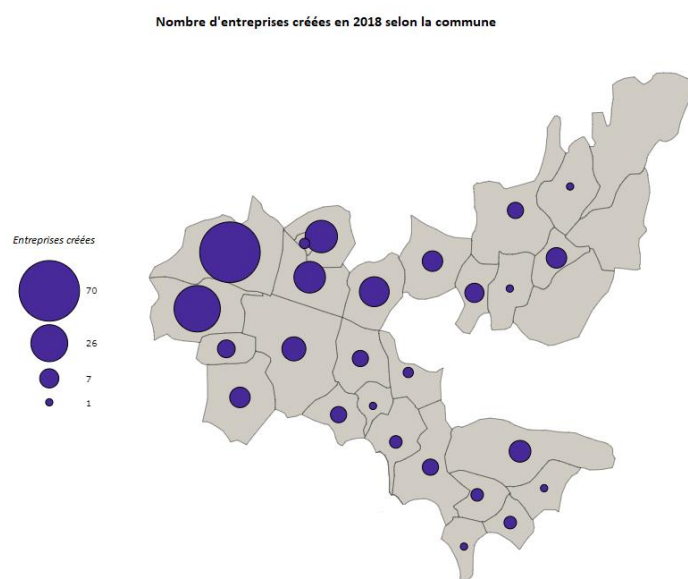 Nombre d'entreprises créées en 2018 selon la commune
Entreprises créées
70
26
7
1